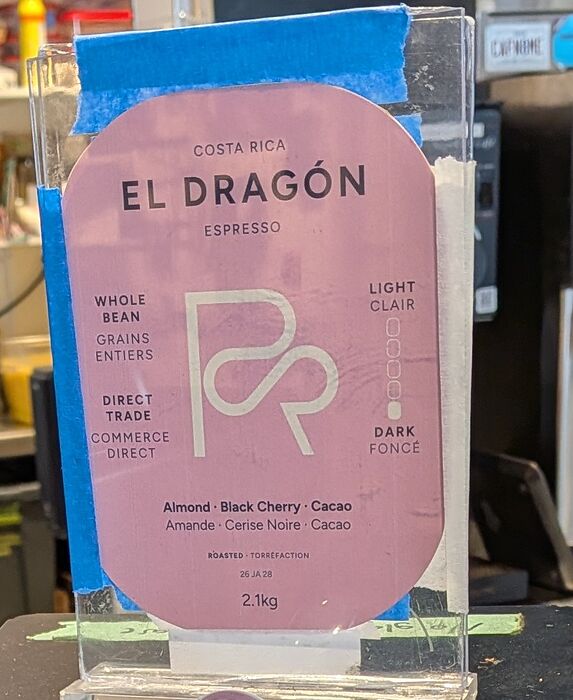 COSTA RICA
EL DRAGÓN
ESPRESSO
WHOLE
BEAN
GRAINS
ENTIERS
DIRECT
TRADE
COMMERCE
DIRECT
LIGHT
CLAIR
DARK
FONCÉ
Almond · Black Cherry · Cacao
Amande · Cerise Noire · Cacao
ROASTED · TORRÉFACTION
26 JA 28
2.1kg